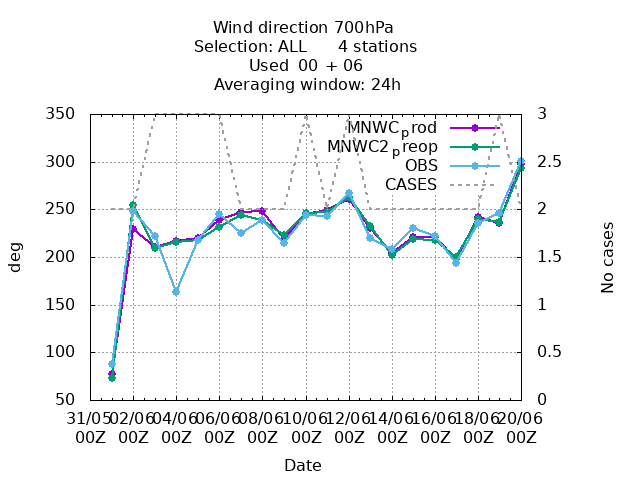 Wind direction 700hPa
Selection: ALL 4 stations
Used 00 + 06
Averaging window: 24h
350
300
250
200
150
100
50
deg
3
2.5
2
1.5
1
0.5
0
No cases
MNWCprod
MNWC2preop
OBS
CASES
31/05 02/06 04/06 06/06 08/06 10/06 12/06 14/06 16/06 18/06 20/06
00Z 00Z 00Z 00Z 00Z 00Z 00Z 00Z 00Z 00Z 00Z
Date